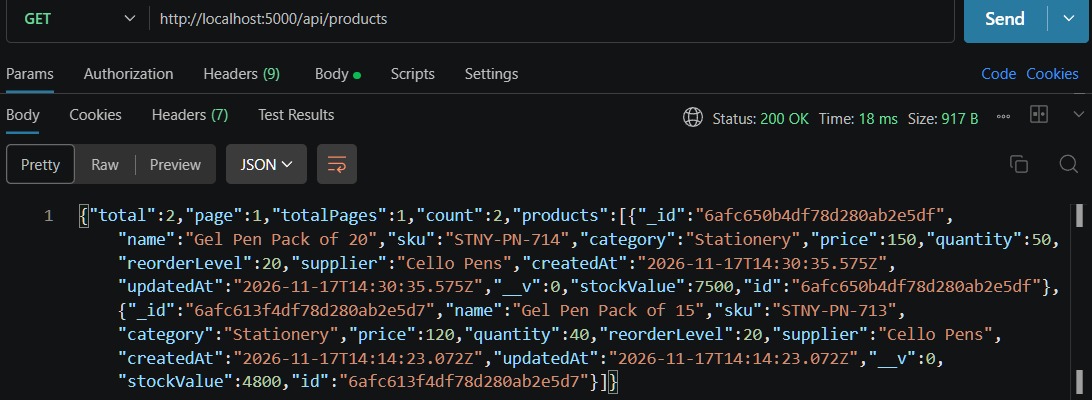 GET http://localhost:5000/api/products Send
Params Authorization Headers (9) Body Scripts Settings Code Cookies
Body Cookies Headers (7) Test Results Status: 200 OK Time: 18 ms Size: 917 B
Pretty Raw Preview JSON
1 {"total":2,"page":1,"totalPages":1,"count":2,"products":[{"_id":"6afc650b4df78d280ab2e5df",
"name":"Gel Pen Pack of 20","sku":"STNY-PN-714","category":"Stationery","price":150,"quantity":50,
"reorderLevel":20,"supplier":"Cello Pens","createdAt":"2026-11-17T14:30:35.575Z",
"updatedAt":"2026-11-17T14:30:35.575Z","__v":0,"stockValue":7500,"id":"6afc650b4df78d280ab2e5df"},
{"_id":"6afc613f4df78d280ab2e5d7","name":"Gel Pen Pack of 15","sku":"STNY-PN-713",
"category":"Stationery","price":120,"quantity":40,"reorderLevel":20,"supplier":"Cello Pens",
"createdAt":"2026-11-17T14:14:23.072Z","updatedAt":"2026-11-17T14:14:23.072Z","__v":0,
"stockValue":4800,"id":"6afc613f4df78d280ab2e5d7"}]}